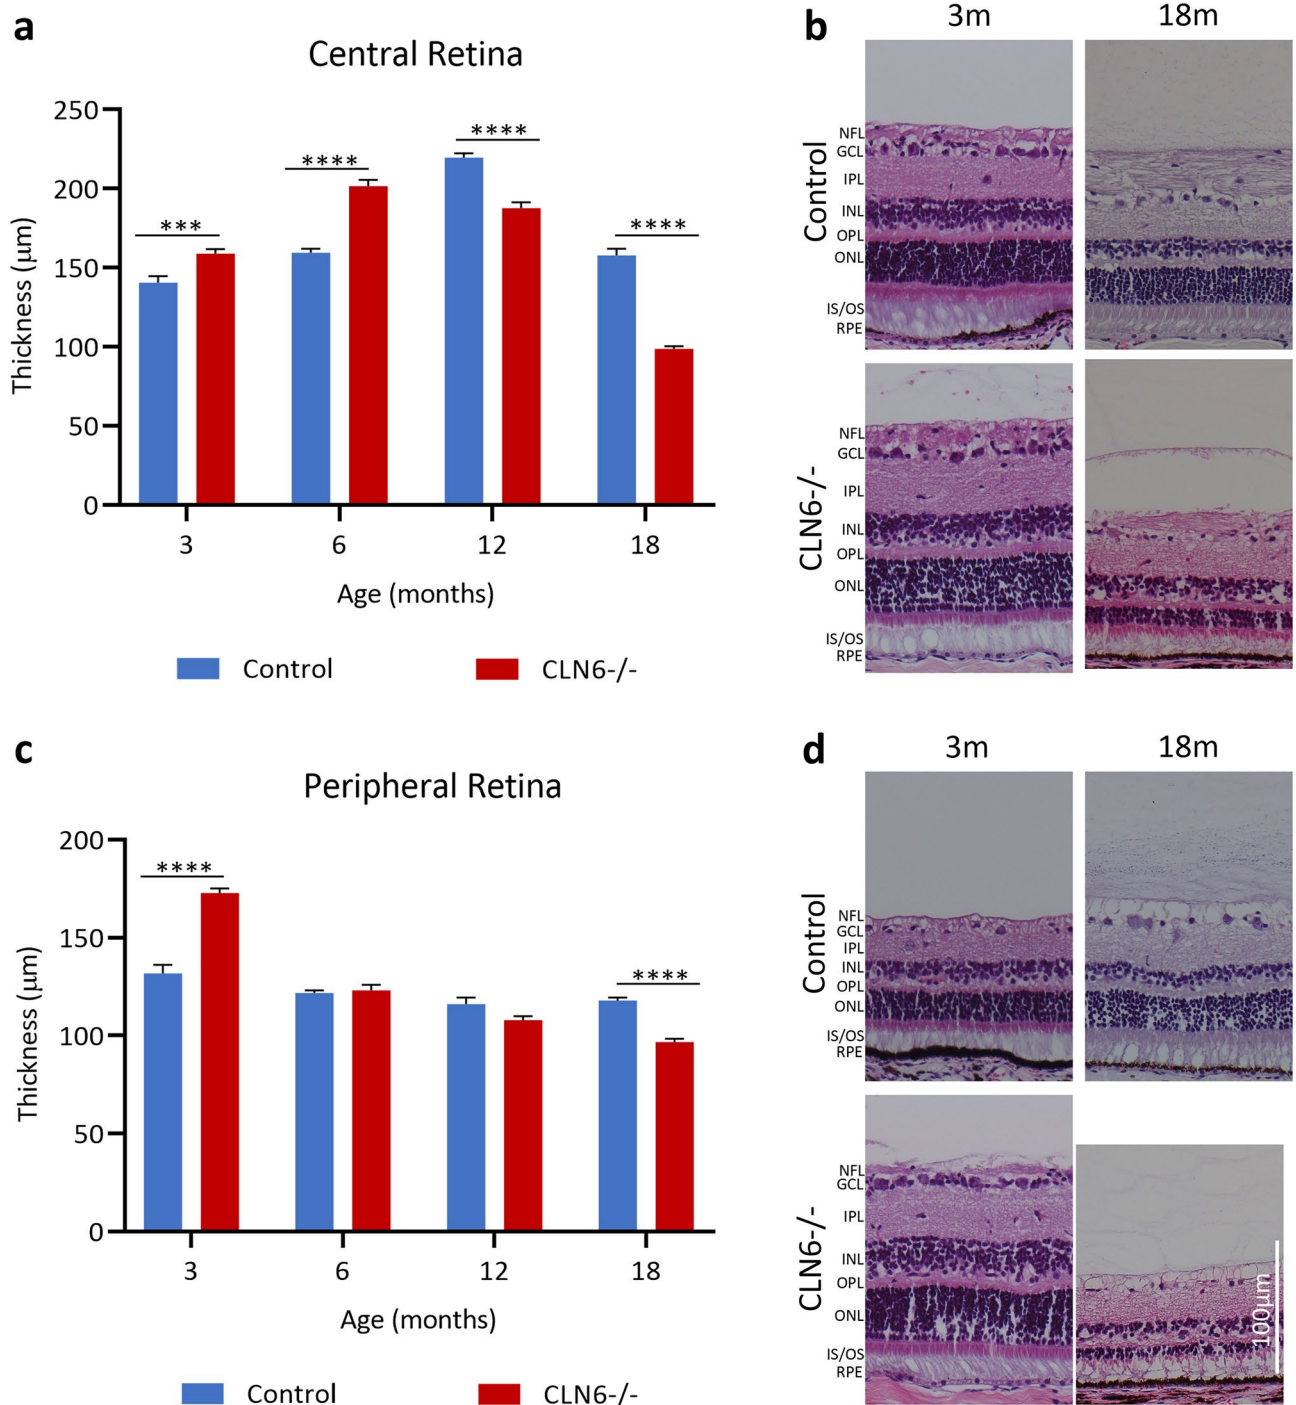 a
Central Retina
Thickness (μm)
250
200
150
100
50
0
***
****
****
****
3
6
12
18
Age (months)
Control
CLN6-/-
b
3m
18m
Control
NFL
GCL
IPL
INL
OPL
ONL
IS/OS
RPE
CLN6-/-
NFL
GCL
IPL
INL
OPL
ONL
IS/OS
RPE
c
Peripheral Retina
Thickness (μm)
200
150
100
50
0
****
****
3
6
12
18
Age (months)
Control
CLN6-/-
d
3m
18m
Control
NFL
GCL
IPL
INL
OPL
ONL
IS/OS
RPE
CLN6-/-
NFL
GCL
IPL
INL
OPL
ONL
IS/OS
RPE
100μm